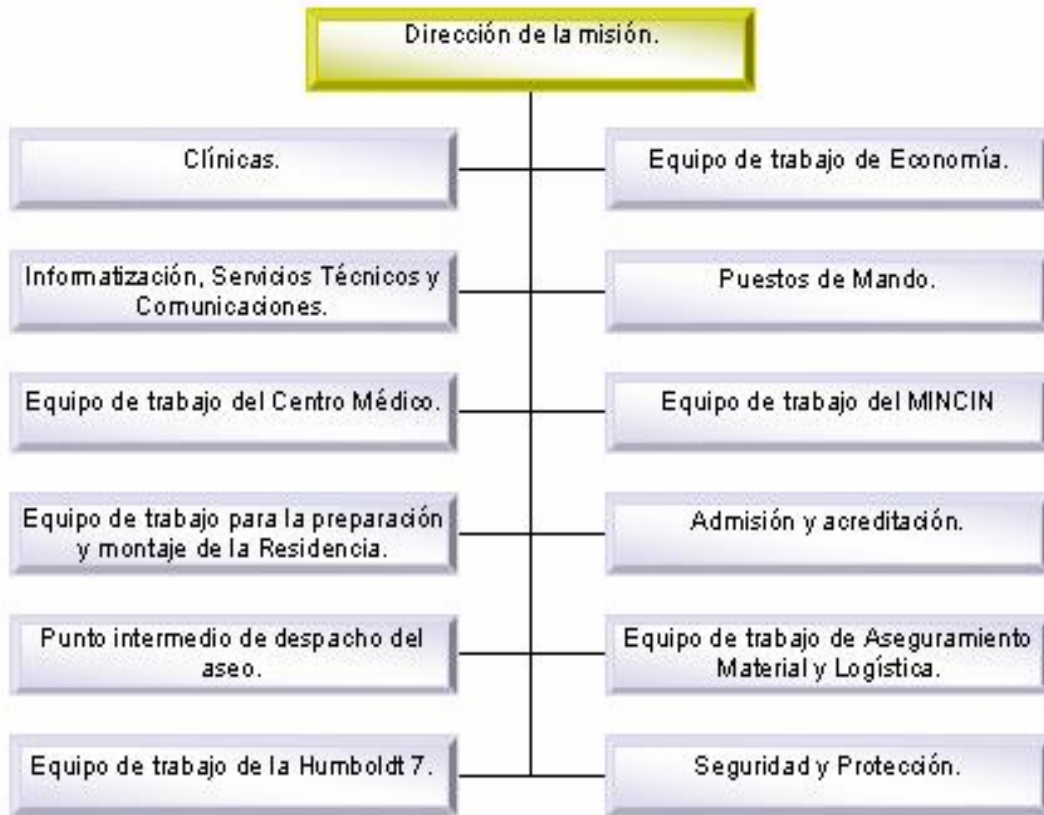 Dirección de la misión.
Clínicas.
Equipo de trabajo de Economía.
Informatización, Servicios Técnicos y
Comunicaciones.
Puestos de Mando.
Equipo de trabajo del Centro Médico.
Equipo de trabajo del MINCIN
Equipo de trabajo para la preparación
y montaje de la Residencia.
Admisión y acreditación.
Punto intermedio de despacho del
aseo.
Equipo de trabajo de Aseguramiento
Material y Logística.
Equipo de trabajo de la Humboldt 7.
Seguridad y Protección.